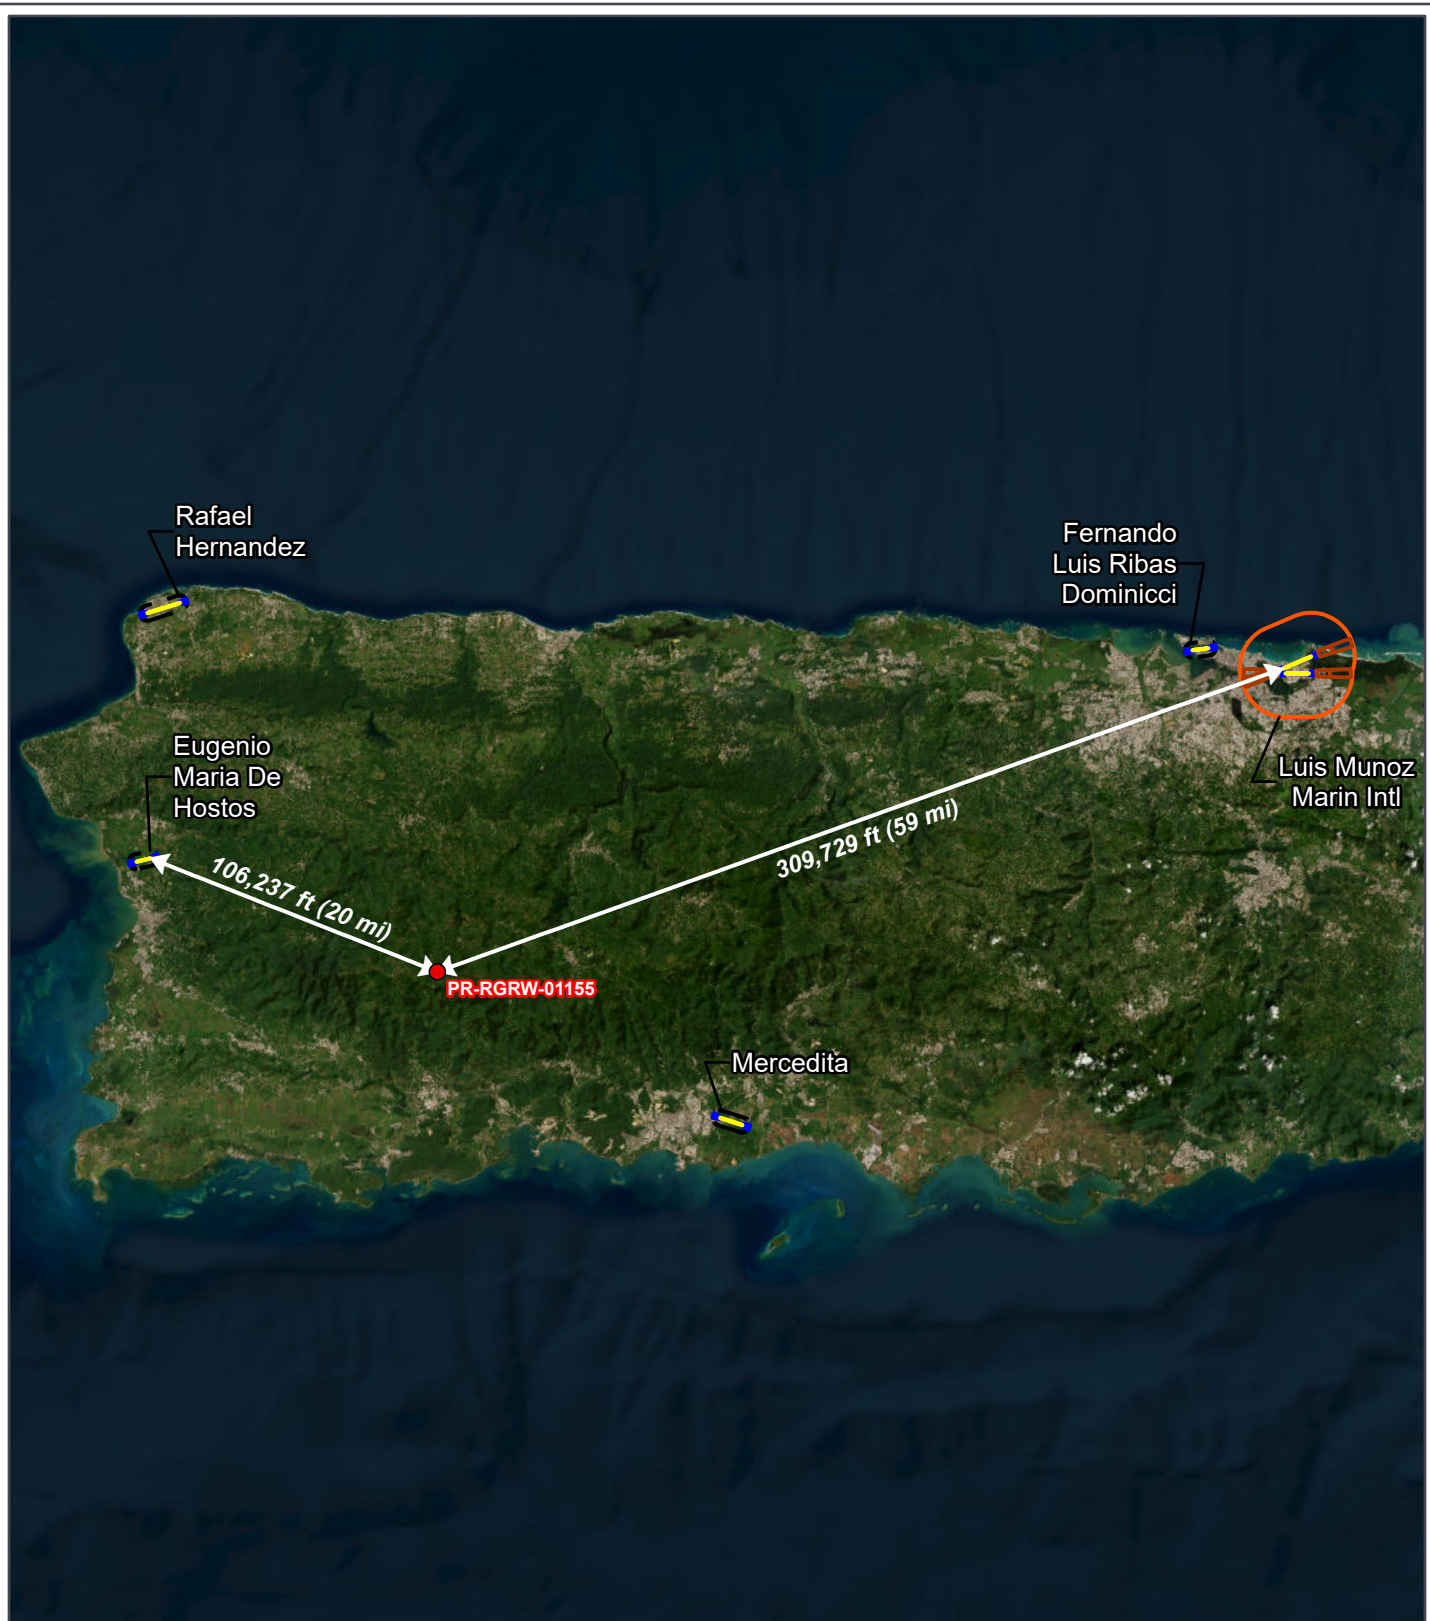 Rafael
Hernandez
Fernando
Luis Ribas
Dominicci
Eugenio
Maria De
Hostos
Luis Munoz
Marin Intl
309,729 ft (59 mi)
106,237 ft (20 mi)
PR-RGRW-01155
Mercedita